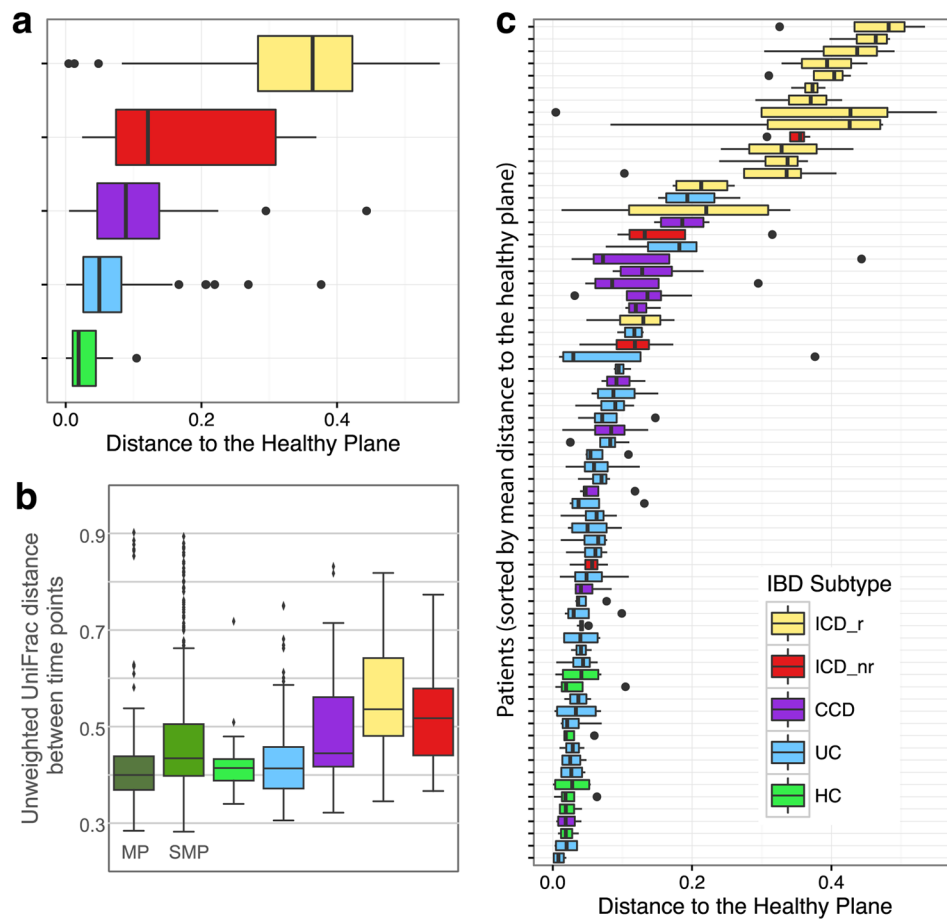 a
0.0 0.2 0.4
Distance to the Healthy Plane
b
Unweighted UniFrac distance
between time points
0.9
0.7
0.5
0.3
MP SMP
c
Patients (sorted by mean distance to the healthy plane)
IBD Subtype
ICD_r
ICD_nr
CCD
UC
HC
0.0 0.2 0.4
Distance to the Healthy Plane